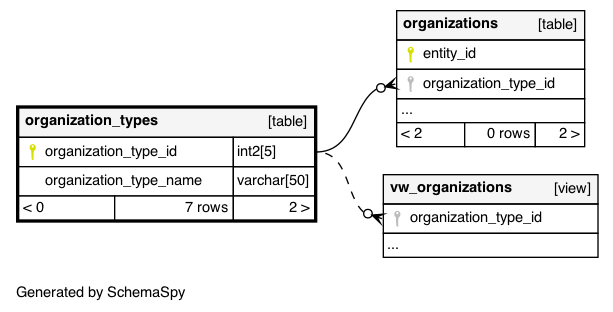 organizations [table]
entity_id
organization_type_id
...
< 2 0 rows 2 >
organization_types [table]
organization_type_id int2[5]
organization_type_name varchar[50]
< 0 7 rows 2 >
vw_organizations [view]
organization_type_id
...
Generated by SchemaSpy